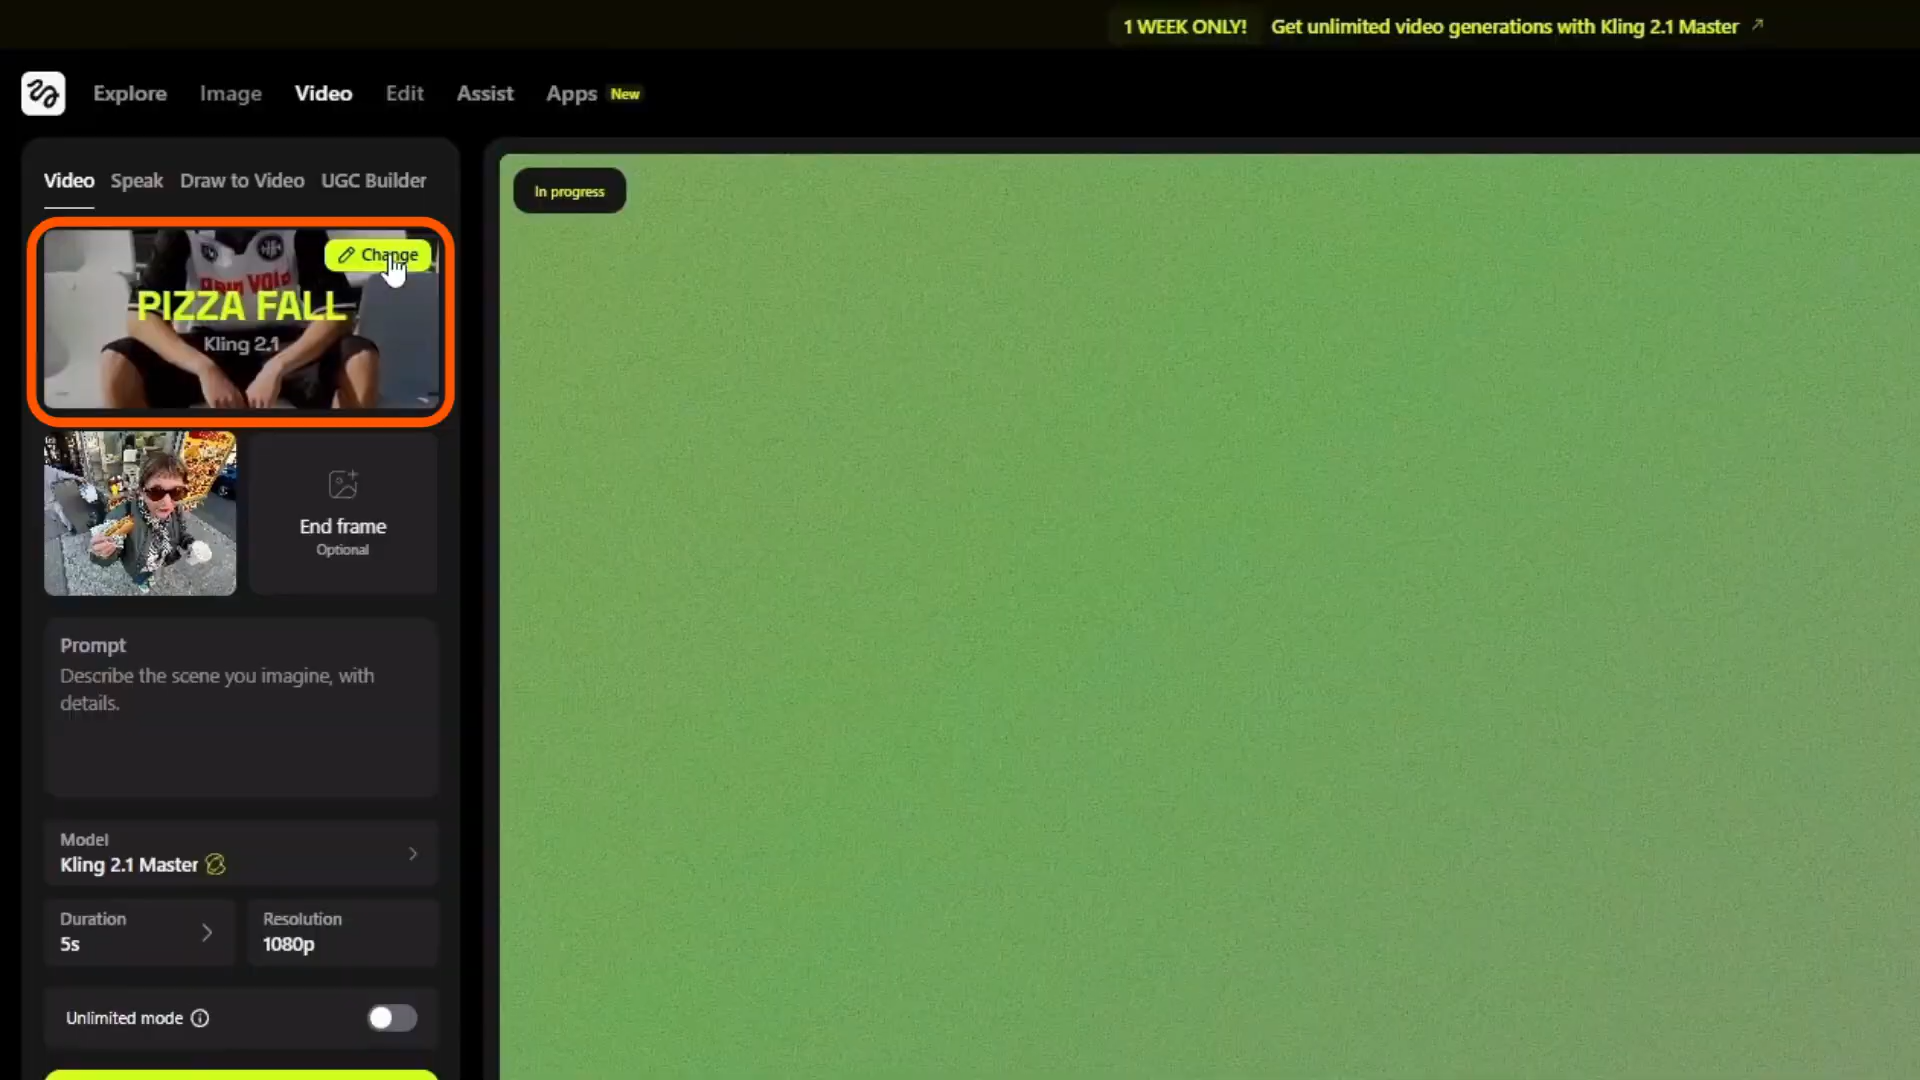 1 WEEK ONLY! Get unlimited video generations with Kling 2.1 Master
Explore Image Video Edit Assist Apps New
Video Speak Draw to Video UGC Builder
In progress
Change
PIZZA FALL
Kling 2.1
End frame
Optional
Prompt
Describe the scene you imagine, with
details.
Model
Kling 2.1 Master
Duration
5s
Resolution
1080p
Unlimited mode